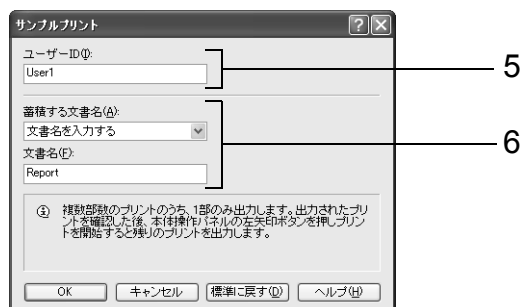 サンプルプリント
ユーザーID(I):
User1
5
蓄積する文書名(A):
文書名を入力する
6
文書名(F):
Report
複数部数のプリントのうち、1部のみ出力します。出力されたプリ
ントを確認した後、本体操作パネルの左矢印ボタンを押しプリン
トを開始すると残りのプリントを出力します。
OK キャンセル 標準に戻す(D) ヘルプ(H)